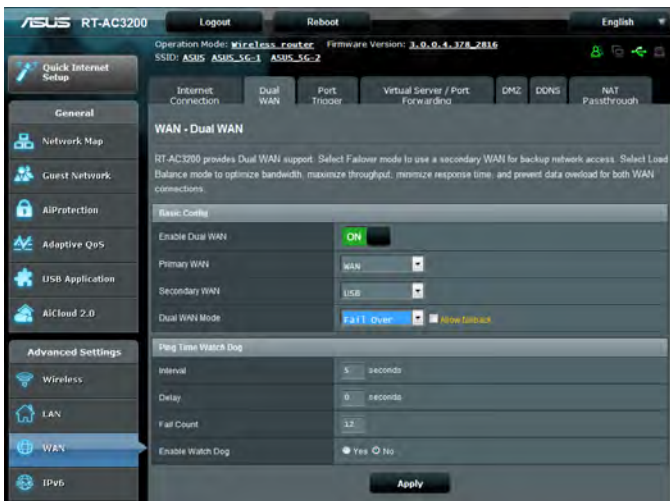 ASUS RT-AC3200
Logout
Reboot
English
Operation Mode: Wireless router Firmware Version: 3.0.0.4.378_2816
SSID: ASUS ASUS_5G-1 ASUS_5G-2
Quick Internet
Setup
General
Network Map
Guest Network
AiProtection
Adaptive QoS
USB Application
AiCloud 2.0
Advanced Settings
Wireless
LAN
WAN
IPv6
Internet
Connection
Dual
WAN
Port
Trigger
Virtual Server / Port
Forwarding
DMZ
DDNS
NAT
Passthrough
WAN - Dual WAN
RT-AC3200 provides Dual WAN support. Select Failover mode to use a secondary WAN for backup network access. Select Load
Balance mode to optimize bandwidth, maximize throughput, minimize response time, and prevent data overload for both WAN
connections.
Basic Config
Enable Dual WAN
ON
Primary WAN
WAN
Secondary WAN
USB
Dual WAN Mode
Fail Over
Allow failback
Ping Time Watch Dog
Interval
5 seconds
Delay
0 seconds
Fail Count
12
Enable Watch Dog
Yes No
Apply